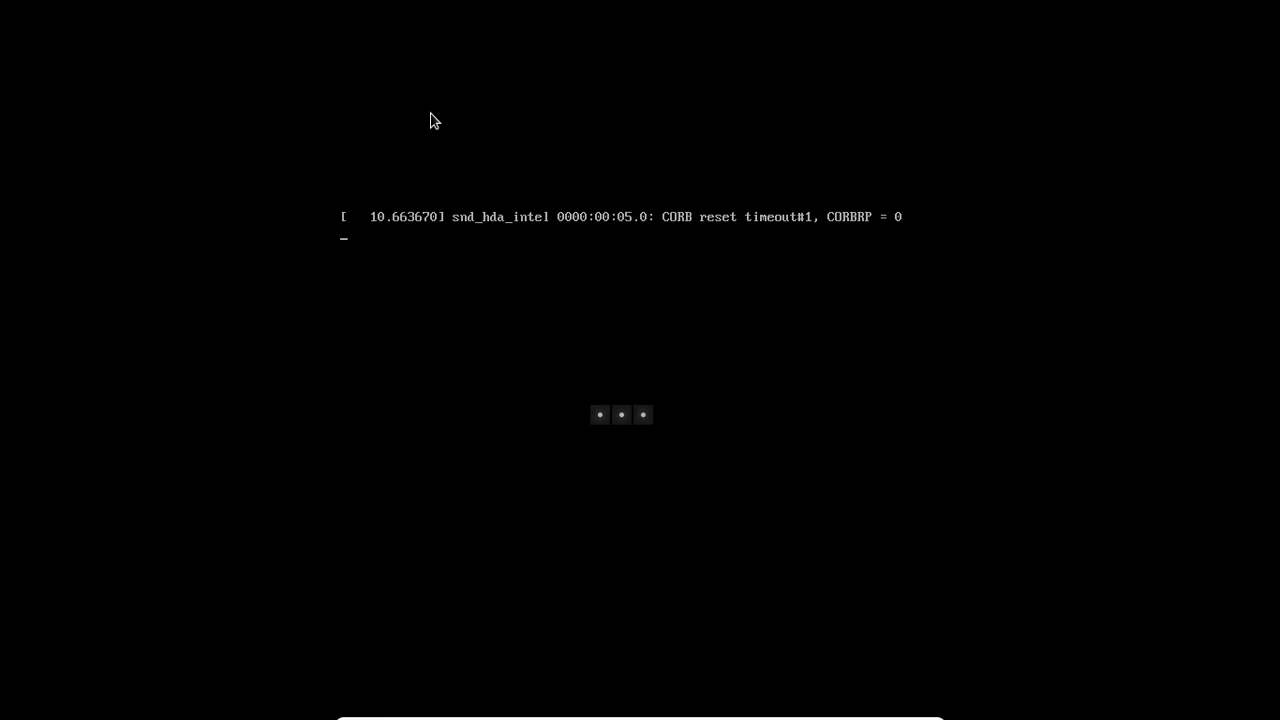 [   10.663670] snd_hda_intel 0000:00:05.0: CORB reset timeout#1, CORBRP = 0
_